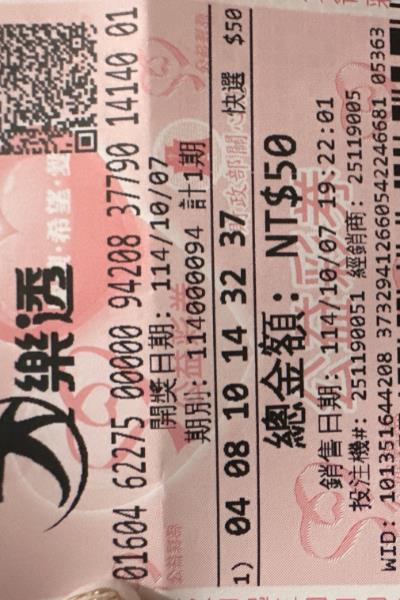 樂透
01604 62275 00000 94208 37790 14140 01
開獎日期: 114/10/07
期別: 114000094 計1期
快選 $50
1) 04 08 10 14 32 37
總金額: NT$50
銷售日期: 114/10/07 19:22:01
投注機#: 251190051 經銷商: 25119005
WID: 101351644208 37329412660542246681 05363